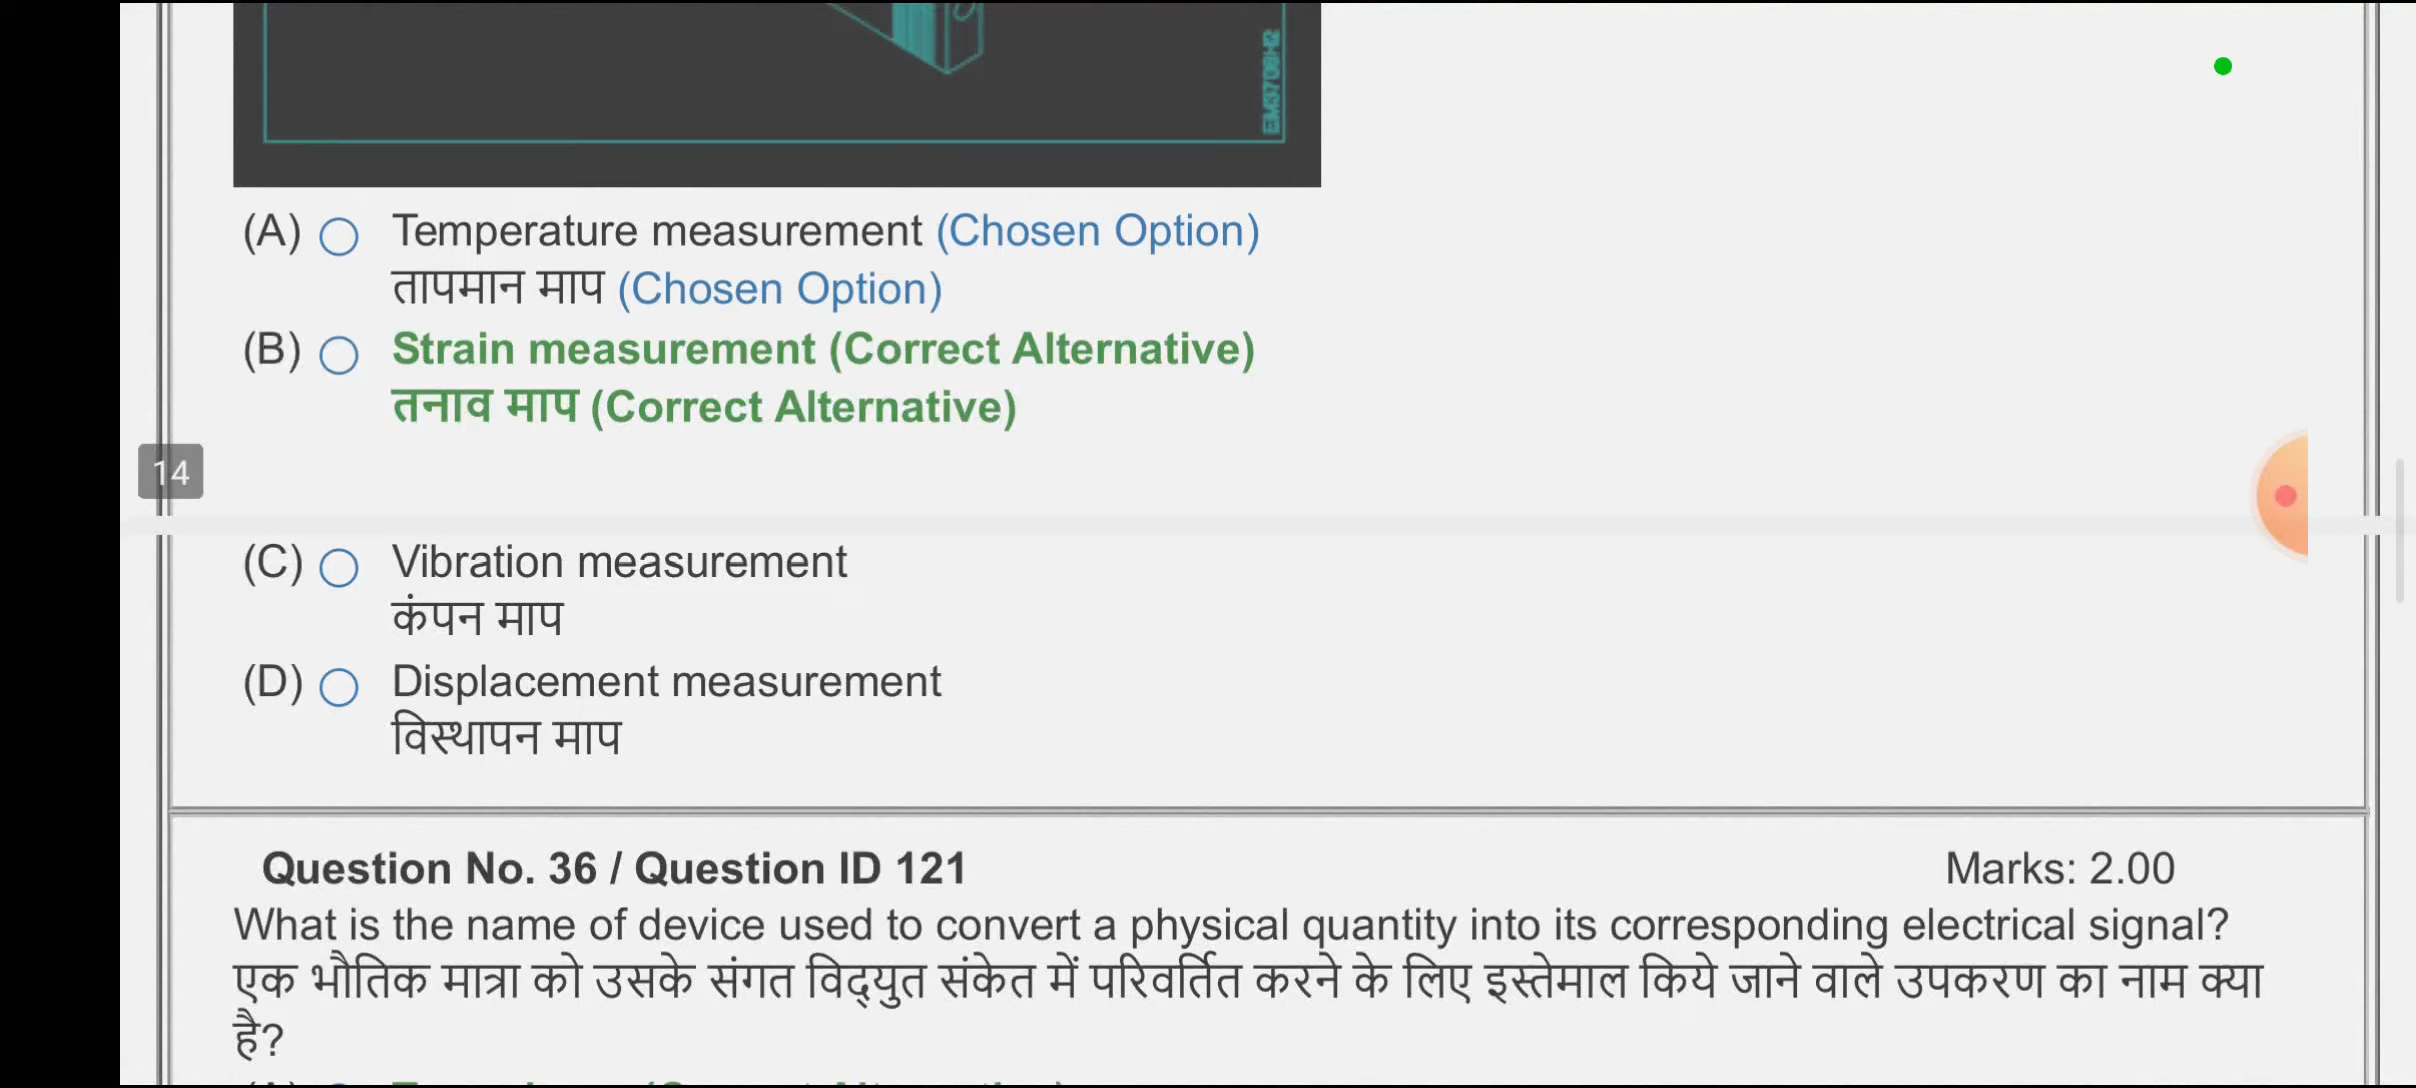 EM3708H2
(A) Temperature measurement (Chosen Option)
तापमान माप (Chosen Option)
(B) Strain measurement (Correct Alternative)
तनाव माप (Correct Alternative)
14
(C) Vibration measurement
कंपन माप
(D) Displacement measurement
विस्थापन माप
Question No. 36 / Question ID 121 Marks: 2.00
What is the name of device used to convert a physical quantity into its corresponding electrical signal?
एक भौतिक मात्रा को उसके संगत विद्युत संकेत में परिवर्तित करने के लिए इस्तेमाल किये जाने वाले उपकरण का नाम क्या
है?